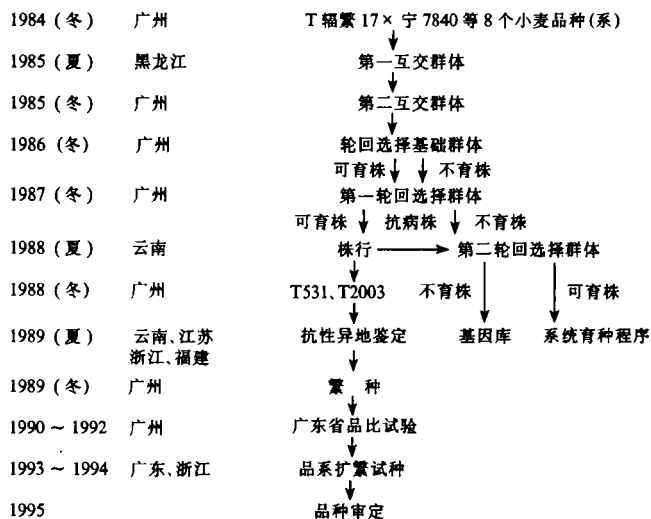 1984 (冬) 广州 T辐繁17× 宁7840等8个小麦品种(系)
1985 (夏) 黑龙江 第一互交群体
1985 (冬) 广州 第二互交群体
1986 (冬) 广州 轮回选择基础群体
可育株 不育株
1987 (冬) 广州 第一轮回选择群体
可育株 抗病株 不育株
1988 (夏) 云南 株行 第二轮回选择群体
1988 (冬) 广州 T531、T2003 不育株 可育株
1989 (夏) 云南、江苏 抗性异地鉴定 基因库 系统育种程序
浙江、福建
1989 (冬) 广州 繁 种
1990 ~ 1992 广州 广东省品比试验
1993 ~ 1994 广东、浙江 品系扩繁试种
1995 品种审定